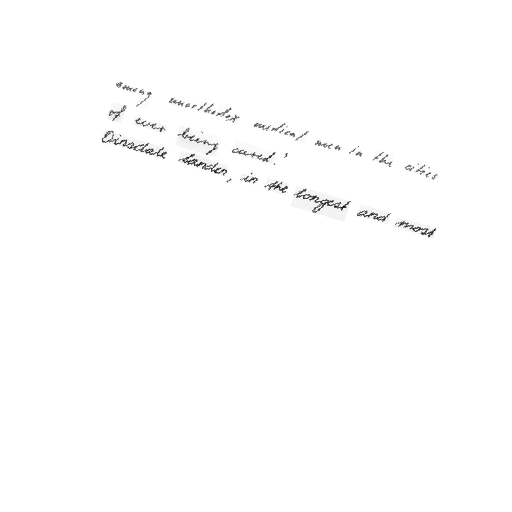 among unorthodox medical men in the cities
of ever being cured. '
Dinsdale Landen, in the longest and most